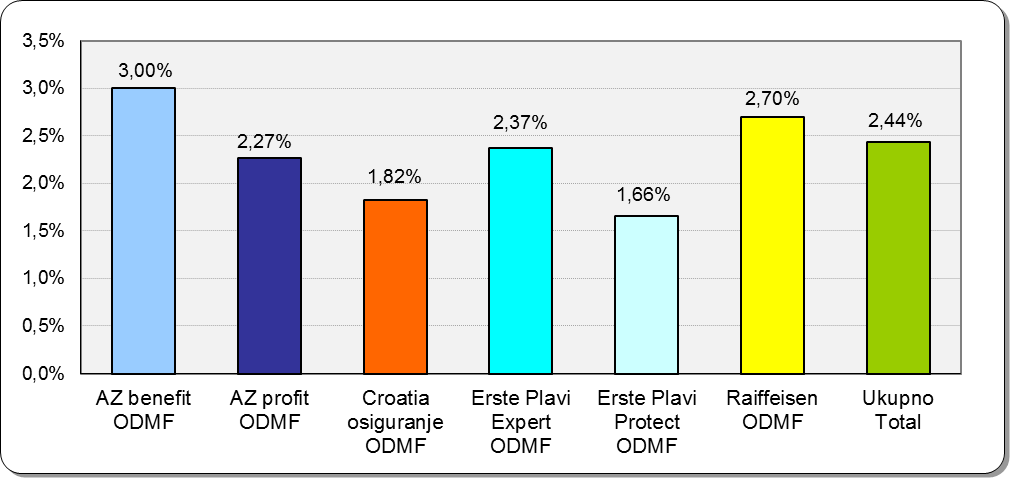 3,5%
3,0%
2,5%
2,0%
1,5%
1,0%
0,5%
0,0%
3,00%
2,27%
1,82%
2,37%
1,66%
2,70%
2,44%
AZ benefit
ODMF
AZ profit
ODMF
Croatia
osiguranje
ODMF
Erste Plavi
Expert
ODMF
Erste Plavi
Protect
ODMF
Raiffeisen
ODMF
Ukupno
Total